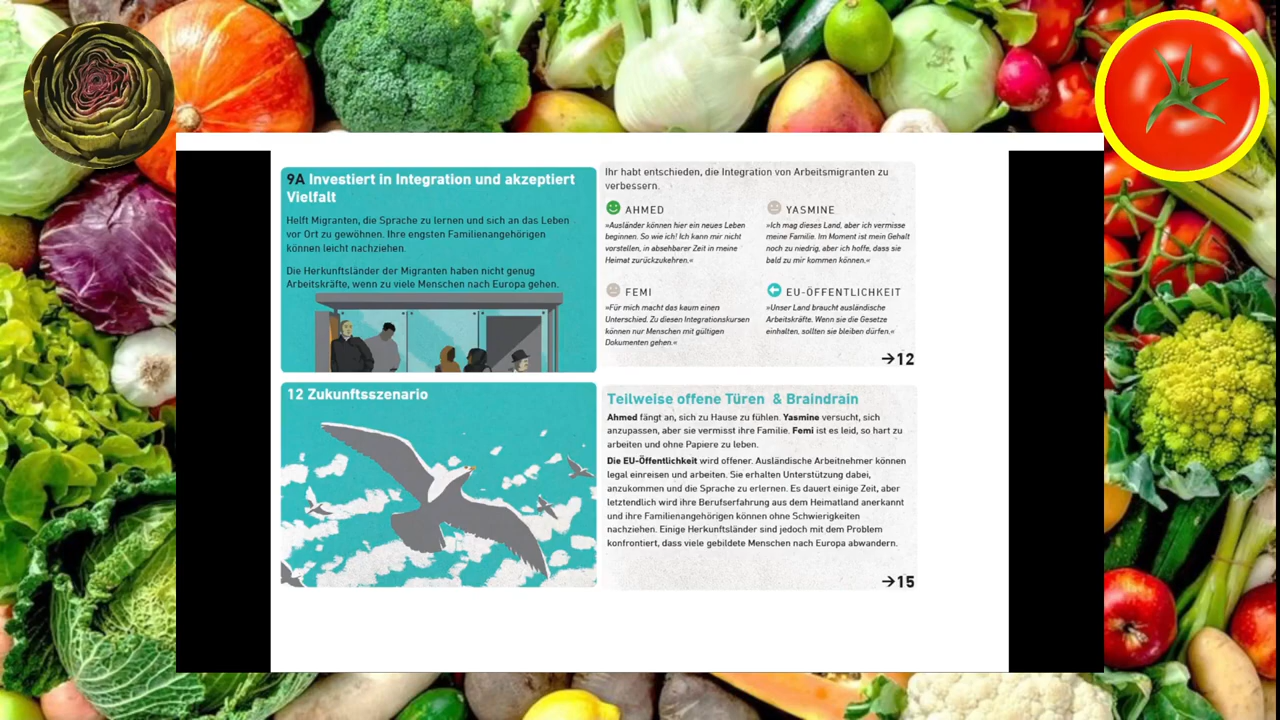 9A Investiert in Integration und akzeptiert
Vielfalt
Helft Migranten, die Sprache zu lernen und sich an das Leben
vor Ort zu gewöhnen. Ihre engsten Familienangehörigen
können leicht nachziehen.
Die Herkunftsländer der Migranten haben nicht genug
Arbeitskräfte, wenn zu viele Menschen nach Europa gehen.
Ihr habt entschieden, die Integration von Arbeitsmigranten zu
verbessern.
AHMED
»Ausländer können hier ein neues Leben
beginnen. So wie ich! Ich kann mir nicht
vorstellen, in absehbarer Zeit in meine
Heimat zurückzukehren.«
YASMINE
»Ich mag dieses Land, aber ich vermisse
meine Familie. Im Moment ist mein Gehalt
noch zu niedrig, aber ich hoffe, dass sie
bald zu mir kommen können.«
FEMI
»Für mich macht das kaum einen
Unterschied. Zu diesen Integrationskursen
können nur Menschen mit gültigen
Dokumenten gehen.«
EU-ÖFFENTLICHKEIT
»Unser Land braucht ausländische
Arbeitskräfte. Wenn sie die Gesetze
einhalten, sollten sie bleiben dürfen.«
→12
12 Zukunftsszenario
Teilweise offene Türen & Braindrain
Ahmed fängt an, sich zu Hause zu fühlen. Yasmine versucht, sich
anzupassen, aber sie vermisst ihre Familie. Femi ist es leid, so hart zu
arbeiten und ohne Papiere zu leben.
Die EU-Öffentlichkeit wird offener. Ausländische Arbeitnehmer können
legal einreisen und arbeiten. Sie erhalten Unterstützung dabei,
anzukommen und die Sprache zu erlernen. Es dauert einige Zeit, aber
letztendlich wird ihre Berufserfahrung aus dem Heimatland anerkannt
und ihre Familienangehörigen können ohne Schwierigkeiten
nachziehen. Einige Herkunftsländer sind jedoch mit dem Problem
konfrontiert, dass viele gebildete Menschen nach Europa abwandern.
→15